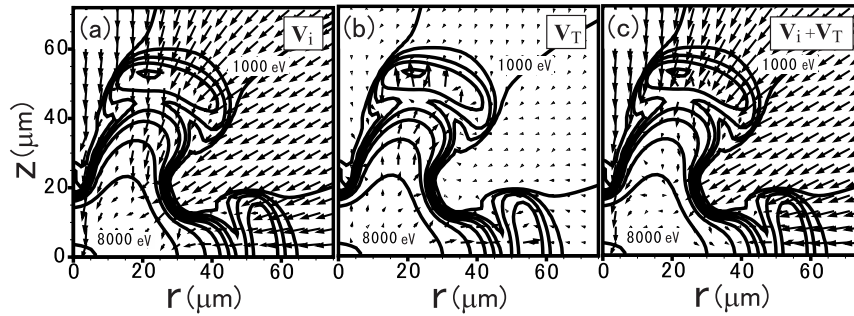 (a) V_i (b) V_T (c) V_i + V_T
1000 eV 1000 eV 1000 eV
8000 eV 8000 eV 8000 eV
z (μm)
60
40
20
0
0 20 40 60 0 20 40 60 0 20 40 60
r (μm) r (μm) r (μm)